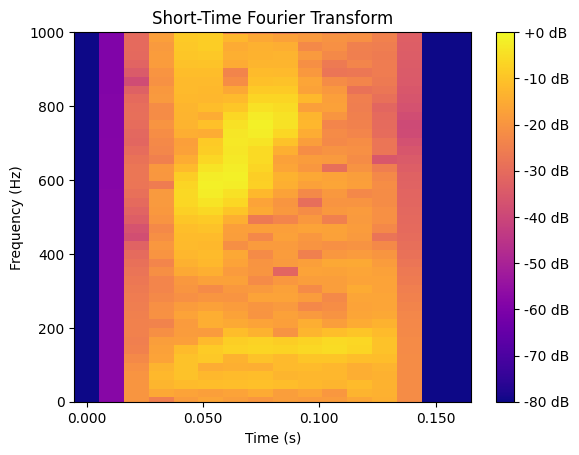 Short-Time Fourier Transform
1000
800
600
400
200
0
Frequency (Hz)
0.000
0.050
0.100
0.150
Time (s)
+0 dB
-10 dB
-20 dB
-30 dB
-40 dB
-50 dB
-60 dB
-70 dB
-80 dB